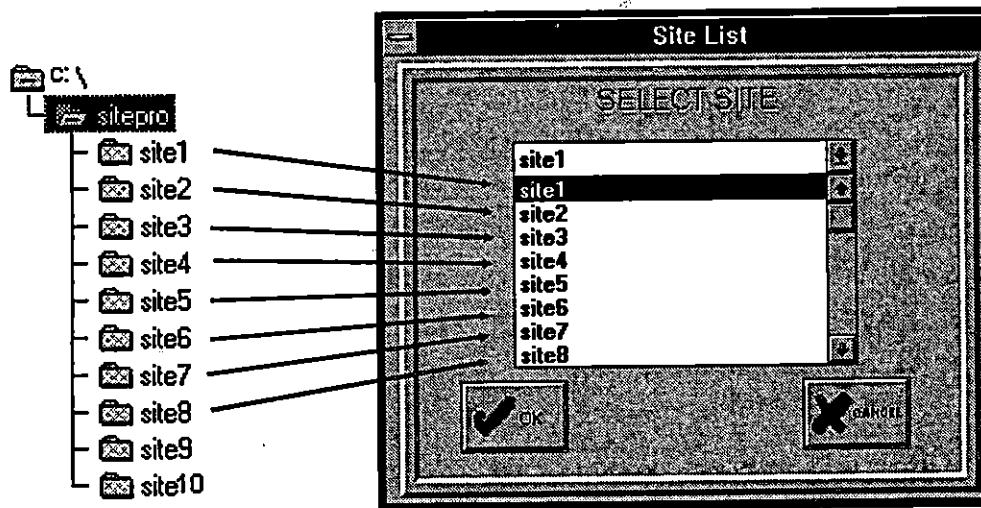 C:\
sitepro
site1
site2
site3
site4
site5
site6
site7
site8
site9
site10
Site List
SELECT SITE
site1
site1
site2
site3
site4
site5
site6
site7
site8
OK
CANCEL